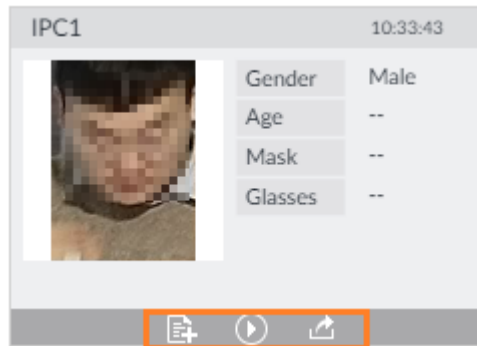 IPC1 10:33:43
Gender Male
Age --
Mask --
Glasses --